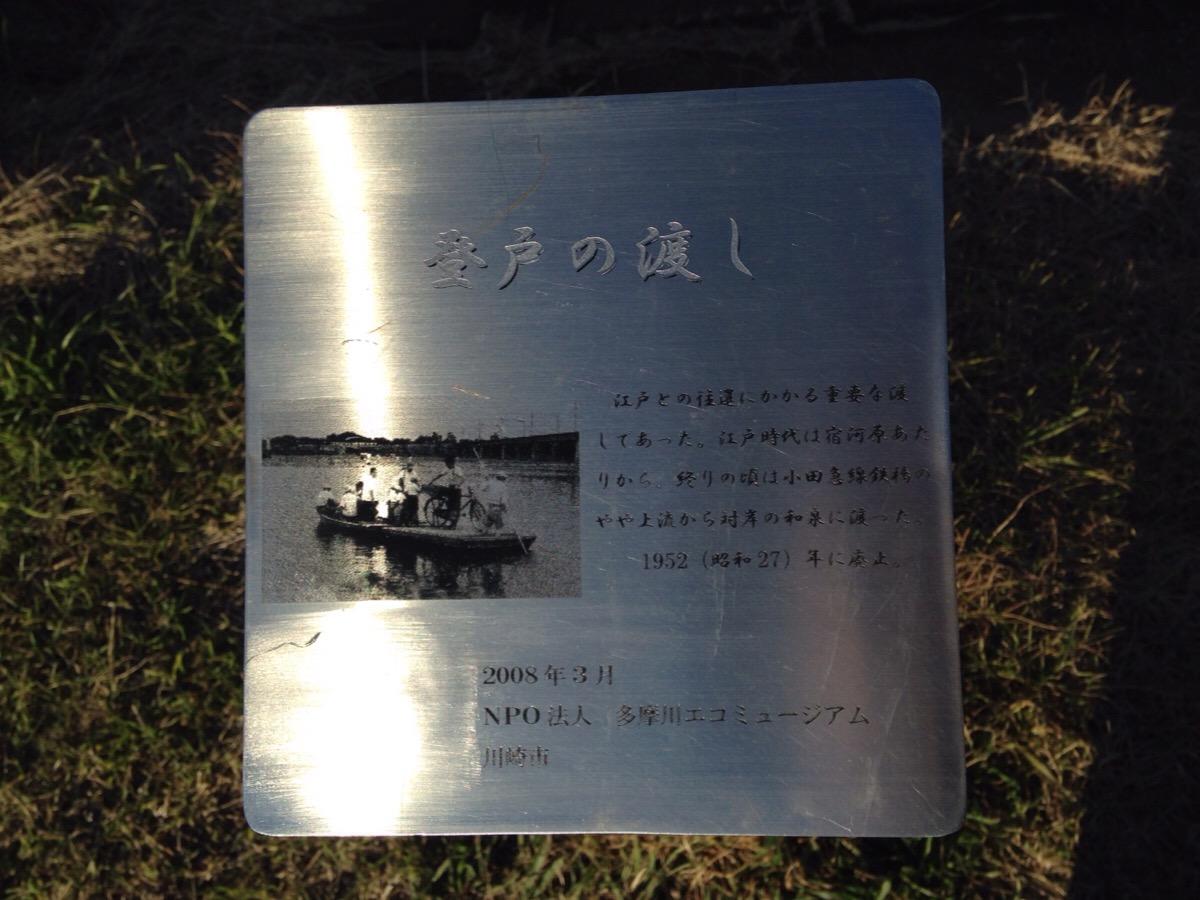 登戸の渡し
江戸との往還にかかる重要な渡
してあった。江戸時代は宿河原あた
りから。終りの頃は小田急線鉄橋の
やや上流から対岸の和泉に渡った。
1952（昭和27）年に廃止。
2008年3月
NPO法人　多摩川エコミュージアム
川崎市